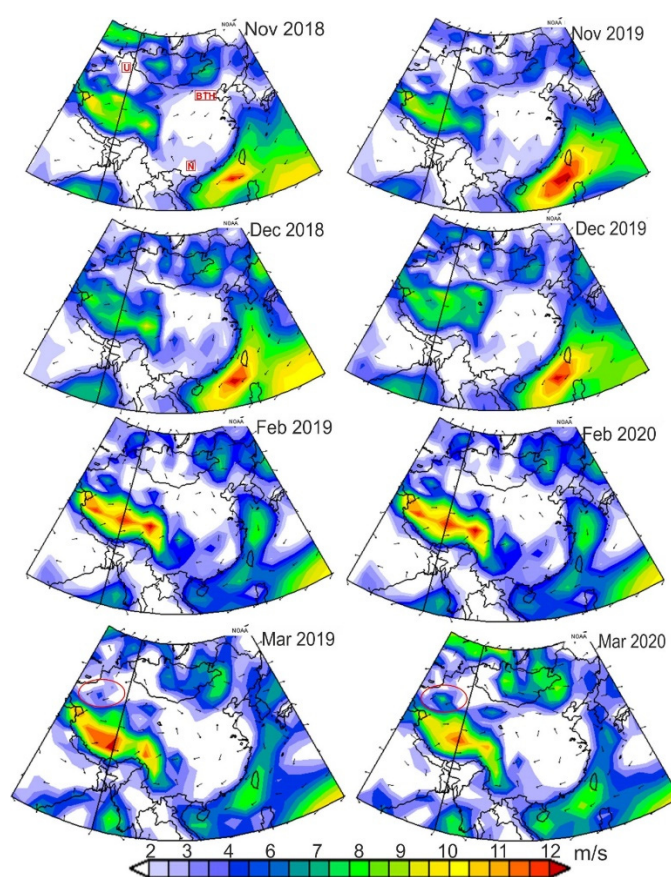 NOAA
Nov 2018
NOAA
Nov 2019
U
BTH
N
NOAA
Dec 2018
NOAA
Dec 2019
NOAA
Feb 2019
NOAA
Feb 2020
NOAA
Mar 2019
NOAA
Mar 2020
2 3 4 6 7 8 9 10 11 12 m/s